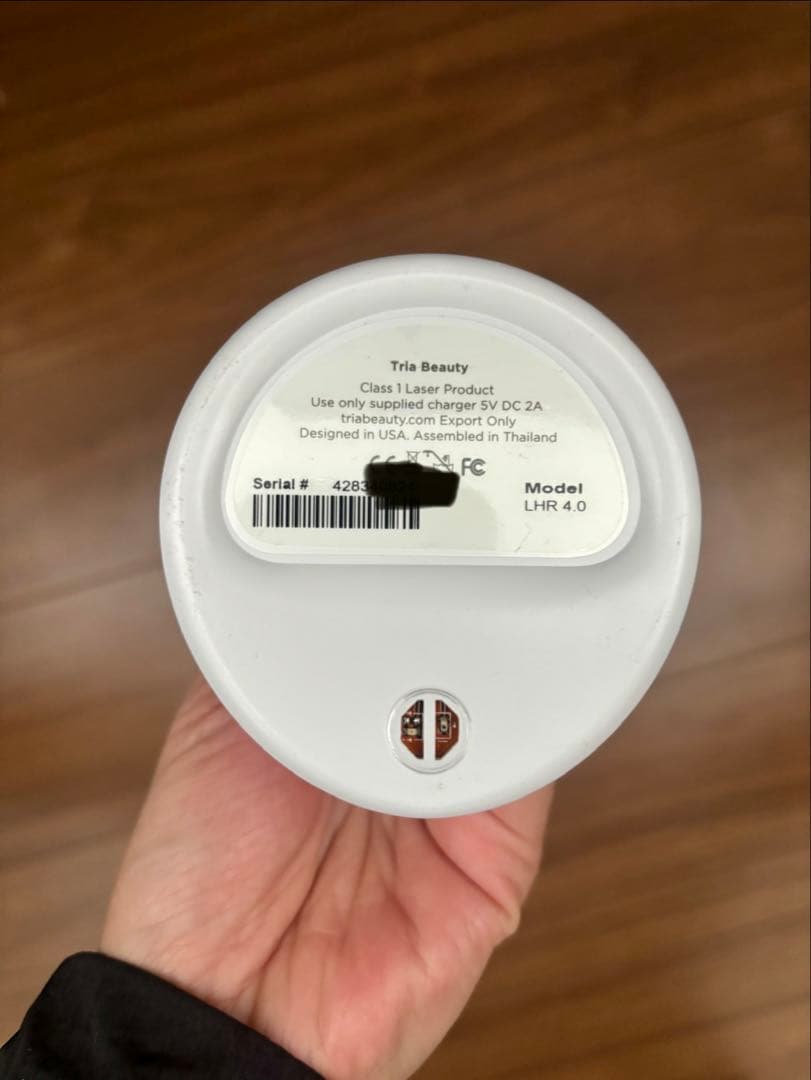 Tria Beauty
Class 1 Laser Product
Use only supplied charger 5V DC 2A
triabeauty.com Export Only
Designed in USA. Assembled in Thailand
FC
Serial # 4283
Model
LHR 4.0